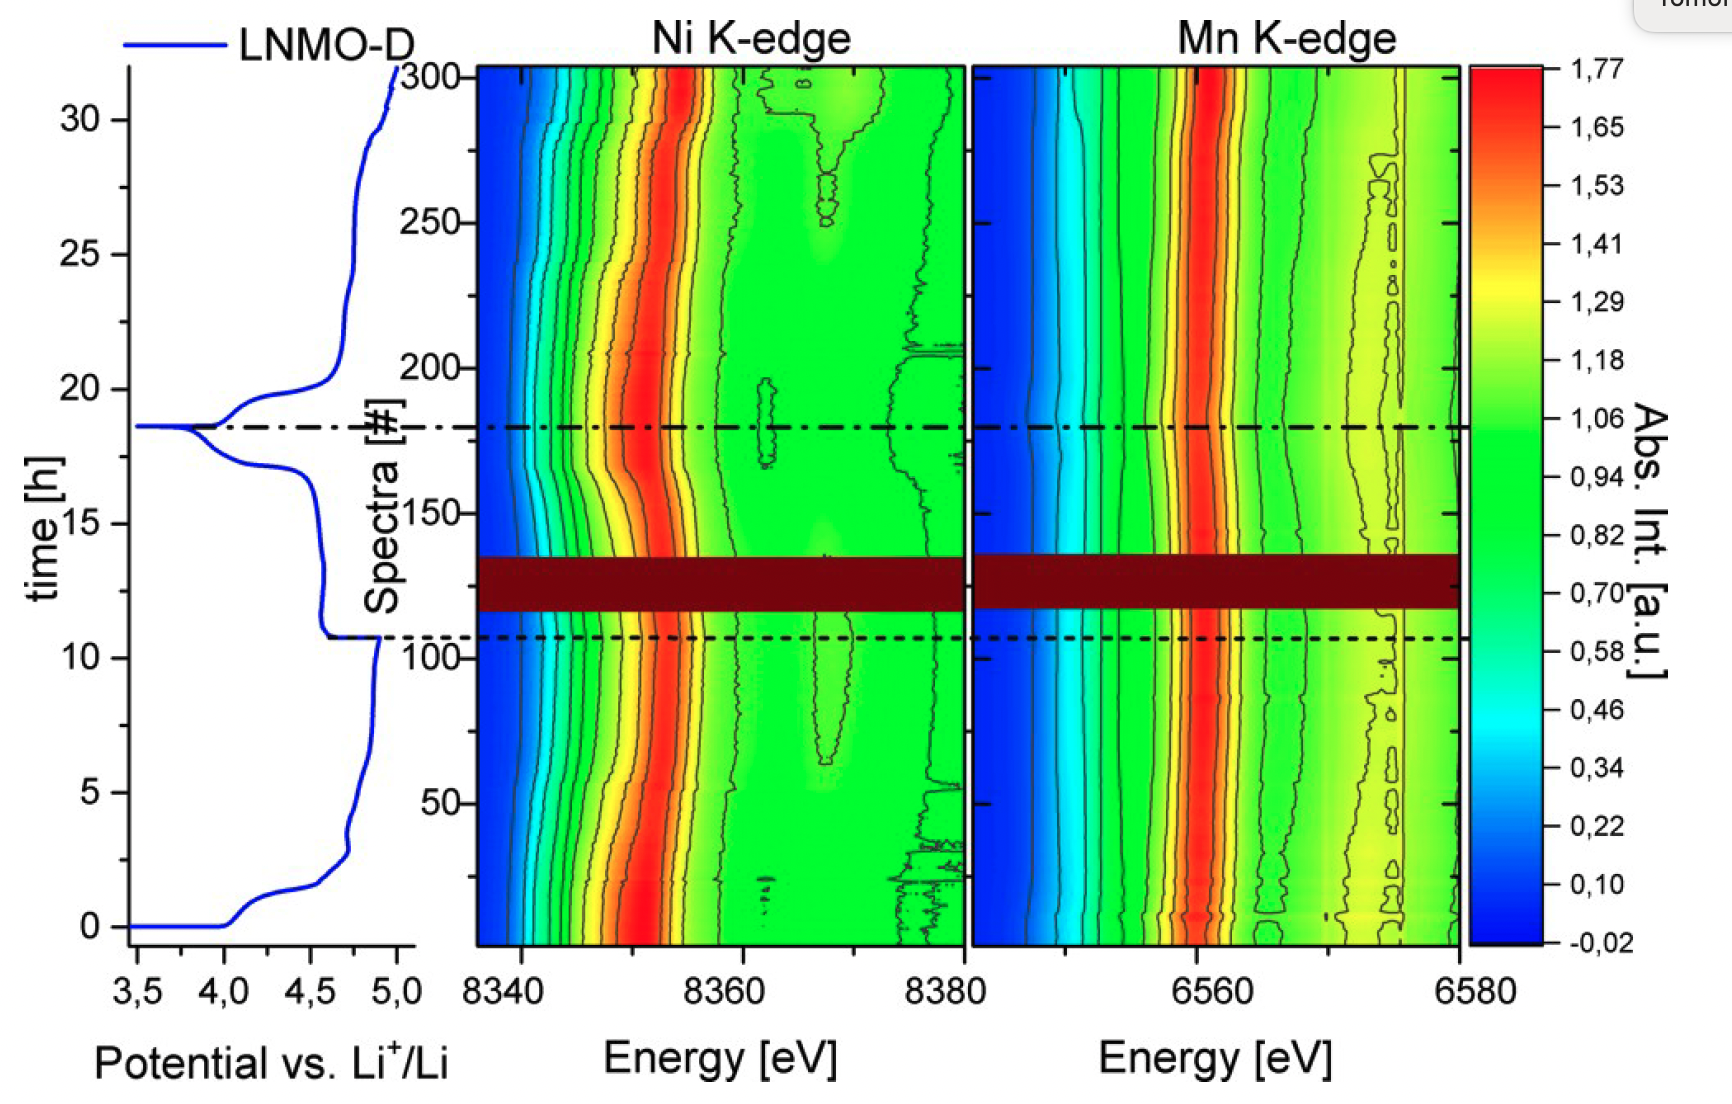 LNMO-D
Ni K-edge
Mn K-edge
time [h]
30
25
20
15
10
5
0
3,5 4,0 4,5 5,0
Potential vs. Li⁺/Li
Spectra [#]
300
250
200
150
100
50
8340 8360 8380
Energy [eV]
6560 6580
Energy [eV]
1,77
1,65
1,53
1,41
1,29
1,18
1,06
0,94
0,82
0,70
0,58
0,46
0,34
0,22
0,10
-0,02
Abs. Int. [a.u.]